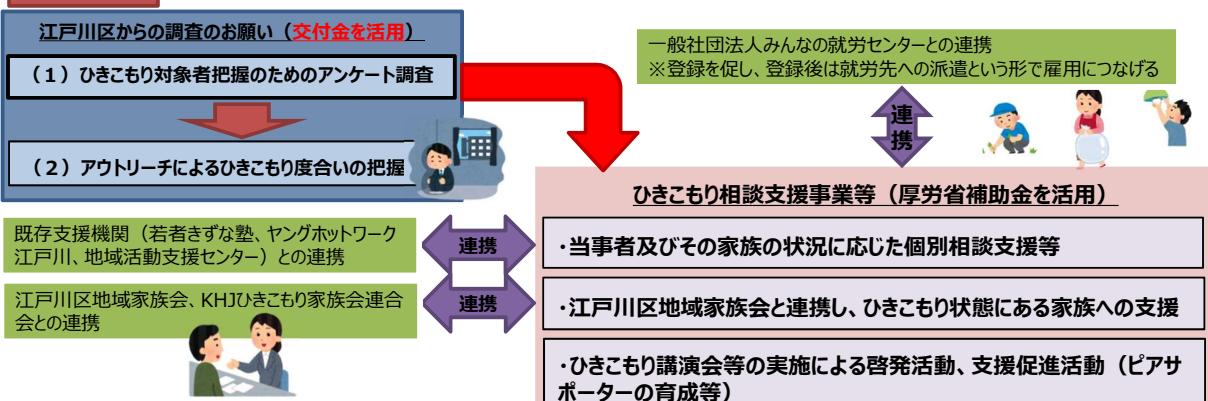 江戸川区からの調査のお願い（交付金を活用）
（１）ひきこもり対象者把握のためのアンケート調査
（２）アウトリーチによるひきこもり度合いの把握
一般社団法人みんなの就労センターとの連携
※登録を促し、登録後は就労先への派遣という形で雇用につなげる
連携
ひきこもり相談支援事業等（厚労省補助金を活用）
・当事者及びその家族の状況に応じた個別相談支援等
・江戸川区地域家族会と連携し、ひきこもり状態にある家族への支援
・ひきこもり講演会等の実施による啓発活動、支援促進活動（ピアサ
ポーターの育成等）
既存支援機関（若者きずな塾、ヤングホットワーク
江戸川、地域活動支援センター）との連携
連携
江戸川区地域家族会、KHJひきこもり家族会連合
会との連携
連携